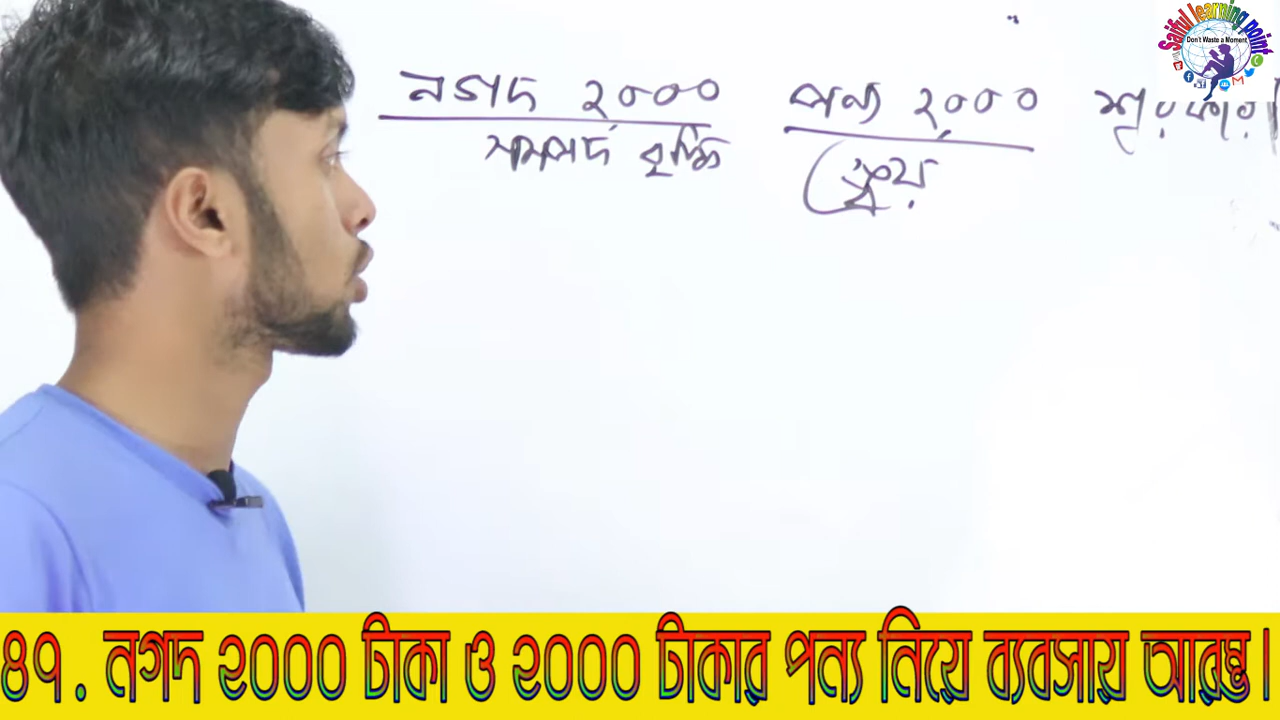 Saiful learning point
Don't Waste a Moment
নগদ ২০০০ পন্য ২০০০
সম্পদ বৃদ্ধি ক্রয়
৪৭. নগদ ২০০০ টাকা ও ২০০০ টাকার পন্য নিয়ে ব্যবসায় আরম্ভ।